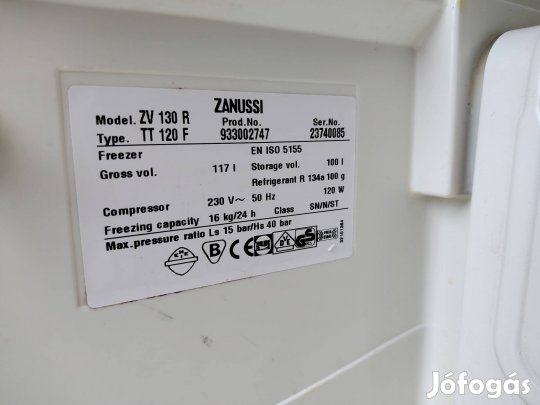 ZANUSSI
Model. ZV 130 R Prod.No. Ser.No.
Type. TT 120 F 933002747 23740085
Freezer EN ISO 5155
Gross vol. 117 l Storage vol. 100 l
Refrigerant R 134a 100 g
120 W
Compressor 230 V~ 50 Hz
Freezing capacity 16 kg/24 h Class SN/N/ST
Max.pressure ratio Ls 15 bar/Hs 40 bar
Jófogás